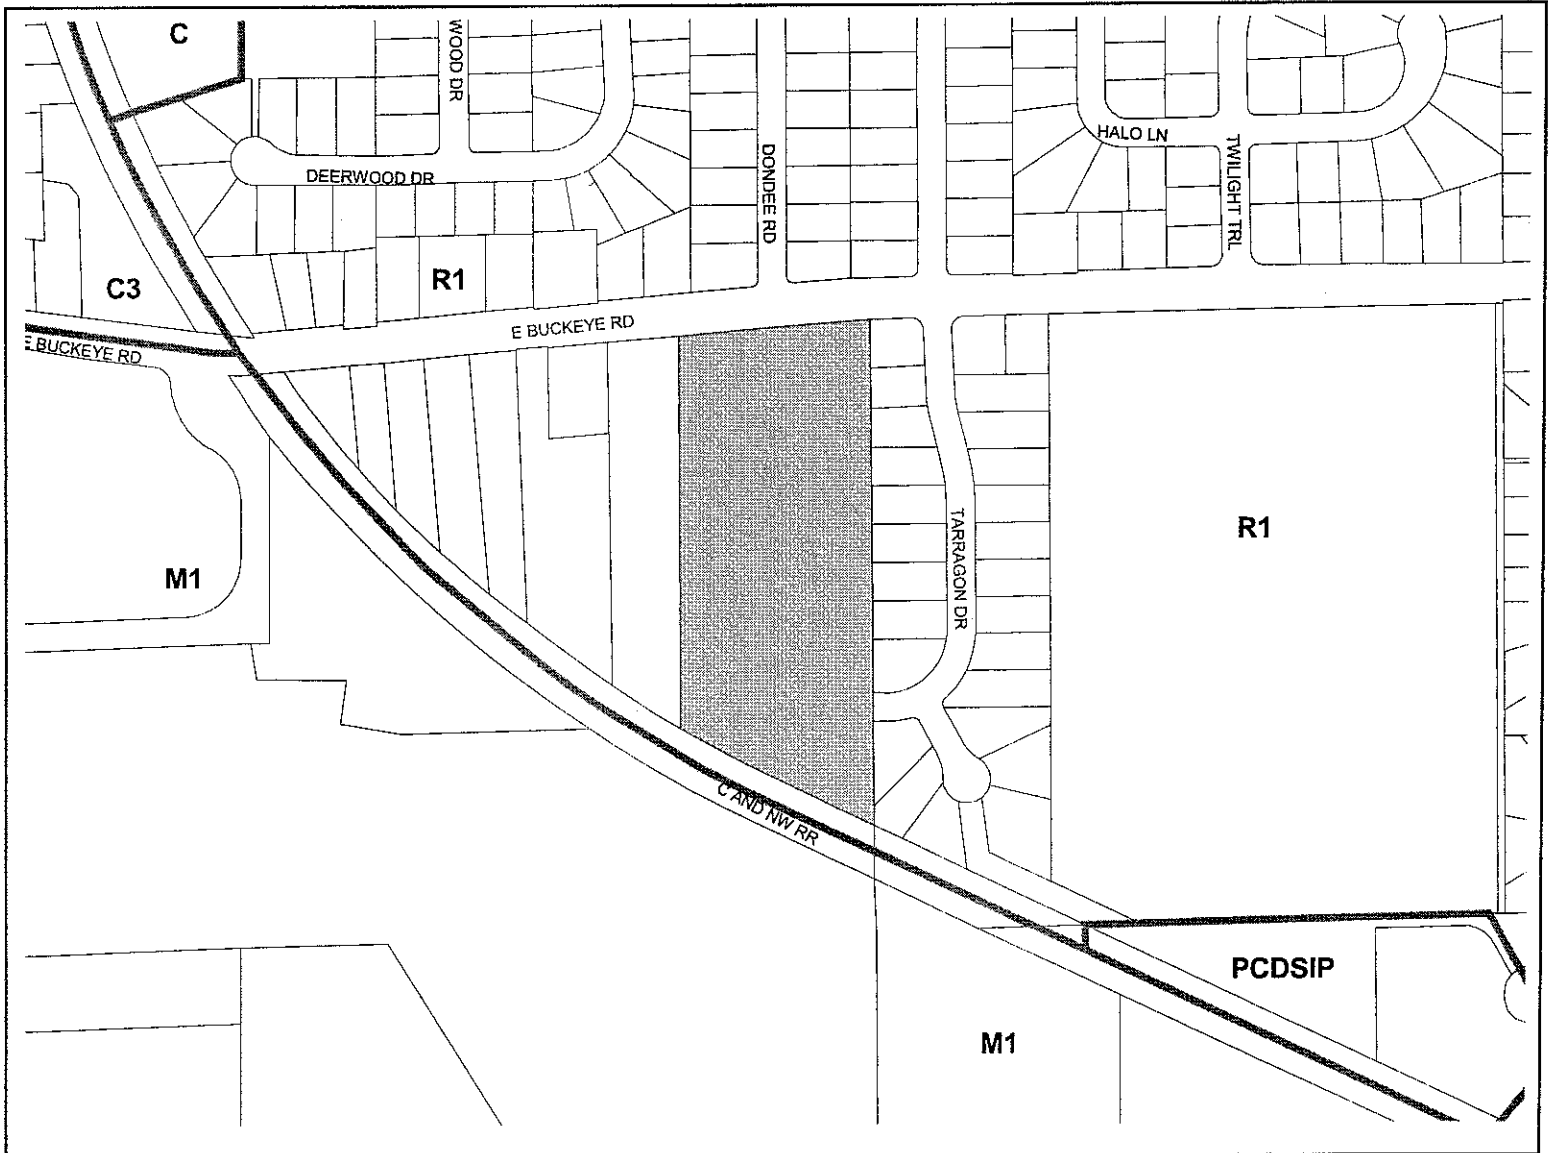 C
WOOD DR
HALO LN
DONDEE RD
TWILIGHT TRL
DEERWOOD DR
R1
C3
E BUCKEYE RD
E BUCKEYE RD
R1
M1
TARRAGON DR
C AND NW RR
PCDSIP
M1